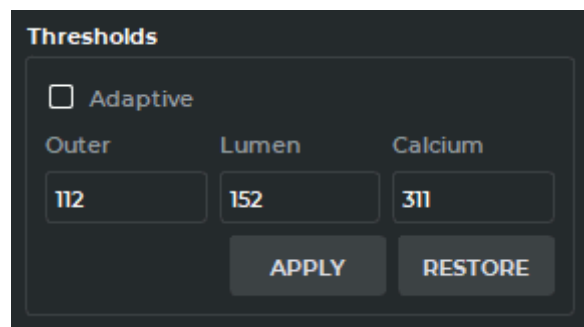 Thresholds
Adaptive
Outer Lumen Calcium
112 152 311
APPLY RESTORE